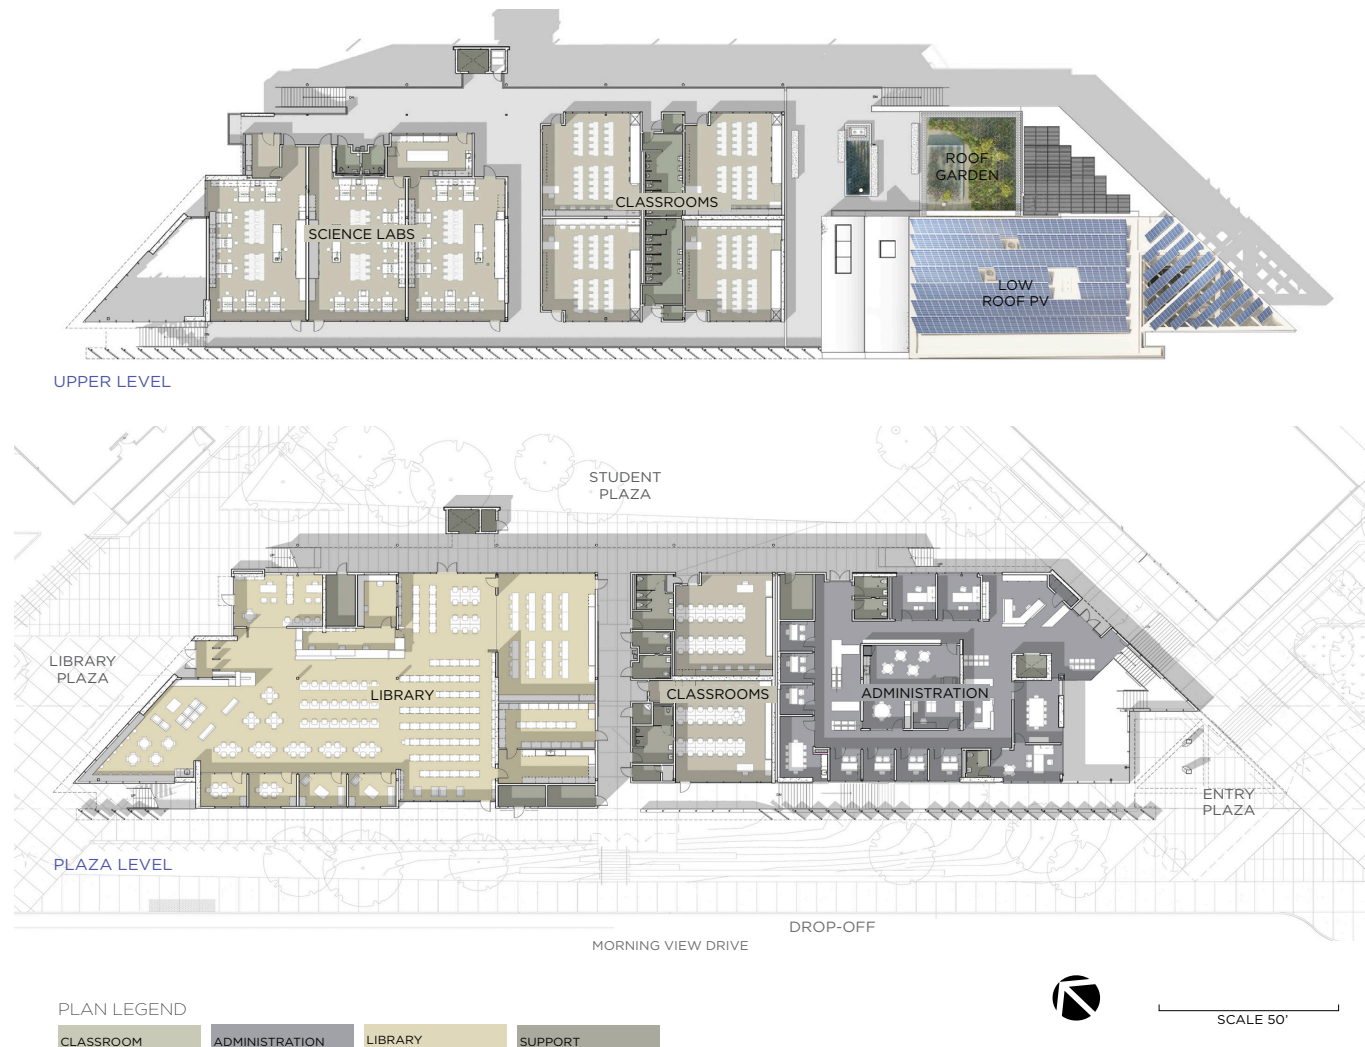 ROOF
GARDEN
CLASSROOMS
SCIENCE LABS
LOW
ROOF PV
UPPER LEVEL
STUDENT
PLAZA
LIBRARY
PLAZA
LIBRARY
CLASSROOMS
ADMINISTRATION
ENTRY
PLAZA
PLAZA LEVEL
DROP-OFF
MORNING VIEW DRIVE
PLAN LEGEND
CLASSROOM
ADMINISTRATION
LIBRARY
SUPPORT
SCALE 50'